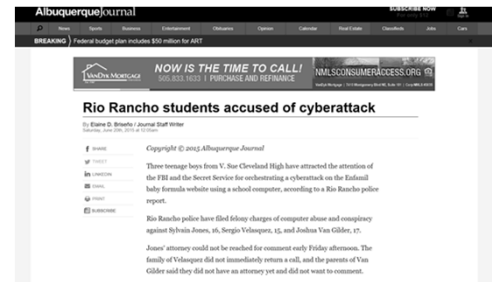 AlbuquerqueJournal
SUBSCRIBE NOW
News Sports Business Entertainment Obituaries Opinion Calendar Real Estate Classifieds Jobs Cars
BREAKING Federal budget plan includes $50 million for ART
VANDYK MORTGAGE
NOW IS THE TIME TO CALL!
505.833.1633 | PURCHASE AND REFINANCE
NMLSCONSUMERACCESS.ORG
Rio Rancho students accused of cyberattack
By Elaine D. Briseño / Journal Staff Writer
SHARE
TWEET
LINKEDIN
EMAIL
PRINT
SUBSCRIBE
Copyright © 2015 Albuquerque Journal
Three teenage boys from V. Sue Cleveland High have attracted the attention of
the FBI and the Secret Service for orchestrating a cyberattack on the Enfamil
baby formula website using a school computer, according to a Rio Rancho police
report.
Rio Rancho police have filed felony charges of computer abuse and conspiracy
against Sylvain Jones, 16, Sergio Velasquez, 15, and Joshua Van Gilder, 17.
Jones' attorney could not be reached for comment early Friday afternoon. The
family of Velasquez did not immediately return a call, and the parents of Van
Gilder said they did not have an attorney yet and did not want to comment.